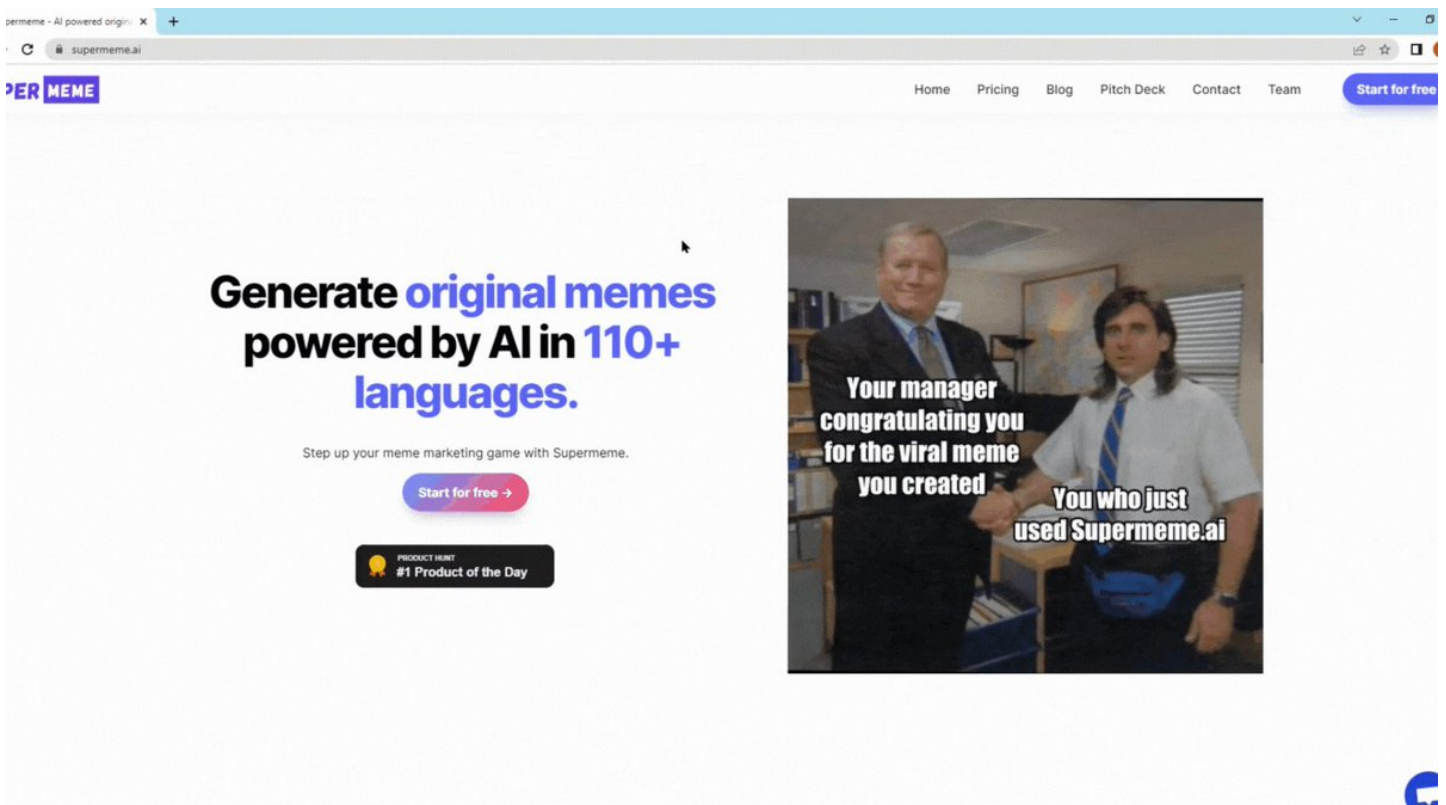 permeme - AI powered origin
supermeme.ai
PER MEME
Home Pricing Blog Pitch Deck Contact Team Start for free
Generate original memes
powered by AI in 110+
languages.
Step up your meme marketing game with Supermeme.
Start for free →
PRODUCT HUNT
#1 Product of the Day
Your manager
congratulating you
for the viral meme
you created
You who just
used Supermeme.ai